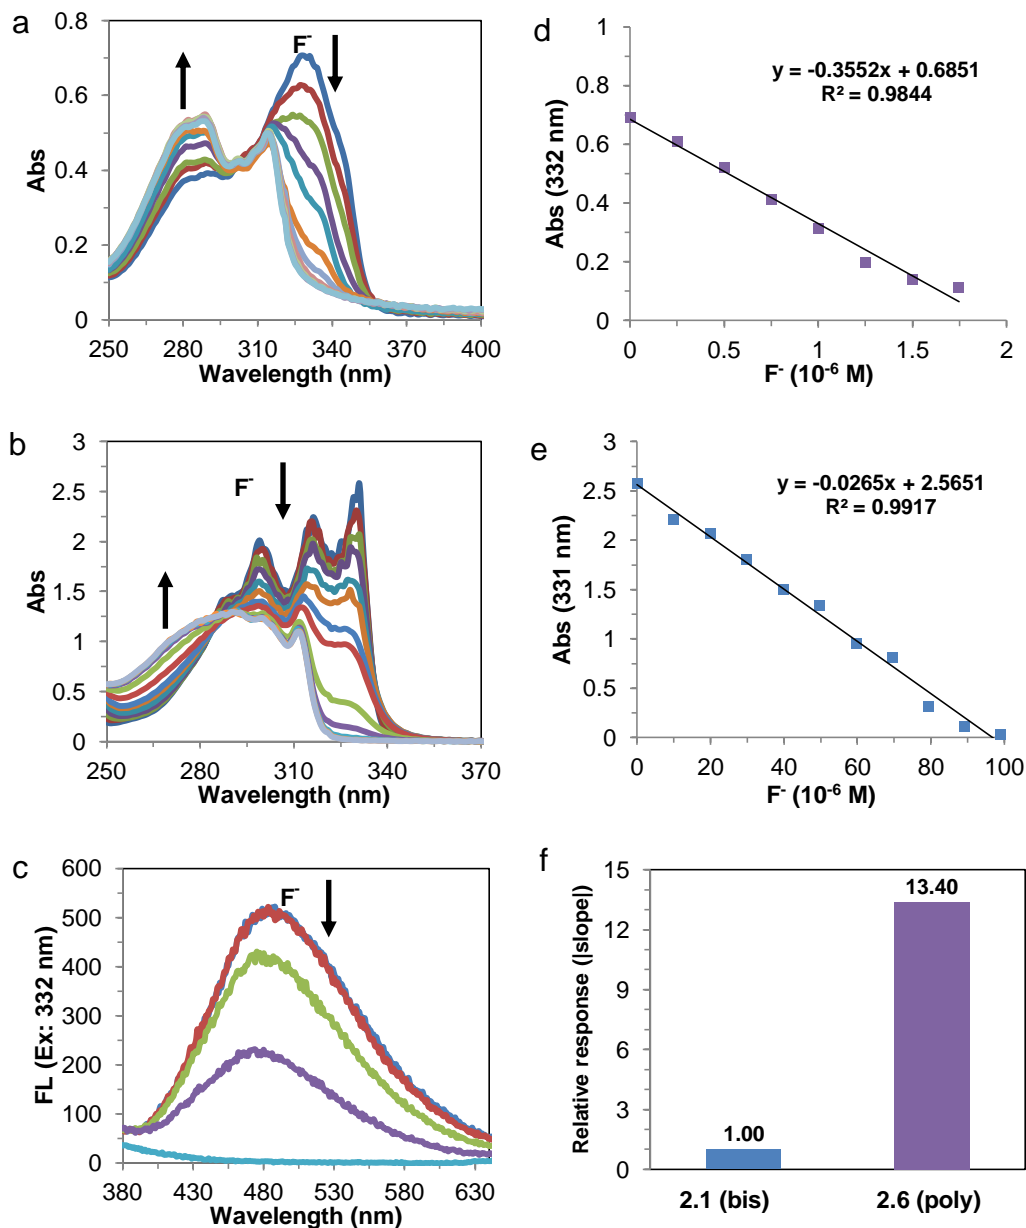 a
0.8
0.6
0.4
0.2
0
Abs
F-
250 280 310 340 370 400
Wavelength (nm)
d
1
0.8
0.6
0.4
0.2
0
Abs (332 nm)
y = -0.3552x + 0.6851
R² = 0.9844
0 0.5 1 1.5 2
F- (10-6 M)
b
3
2.5
2
1.5
1
0.5
0
Abs
F-
250 280 310 340 370
Wavelength (nm)
e
3
2.5
2
1.5
1
0.5
0
Abs (331 nm)
y = -0.0265x + 2.5651
R² = 0.9917
0 20 40 60 80 100
F- (10-6 M)
c
600
500
400
300
200
100
0
FL (Ex: 332 nm)
F-
380 430 480 530 580 630
Wavelength (nm)
f
15
12
9
6
3
0
Relative response (|slope|)
1.00
13.40
2.1 (bis) 2.6 (poly)